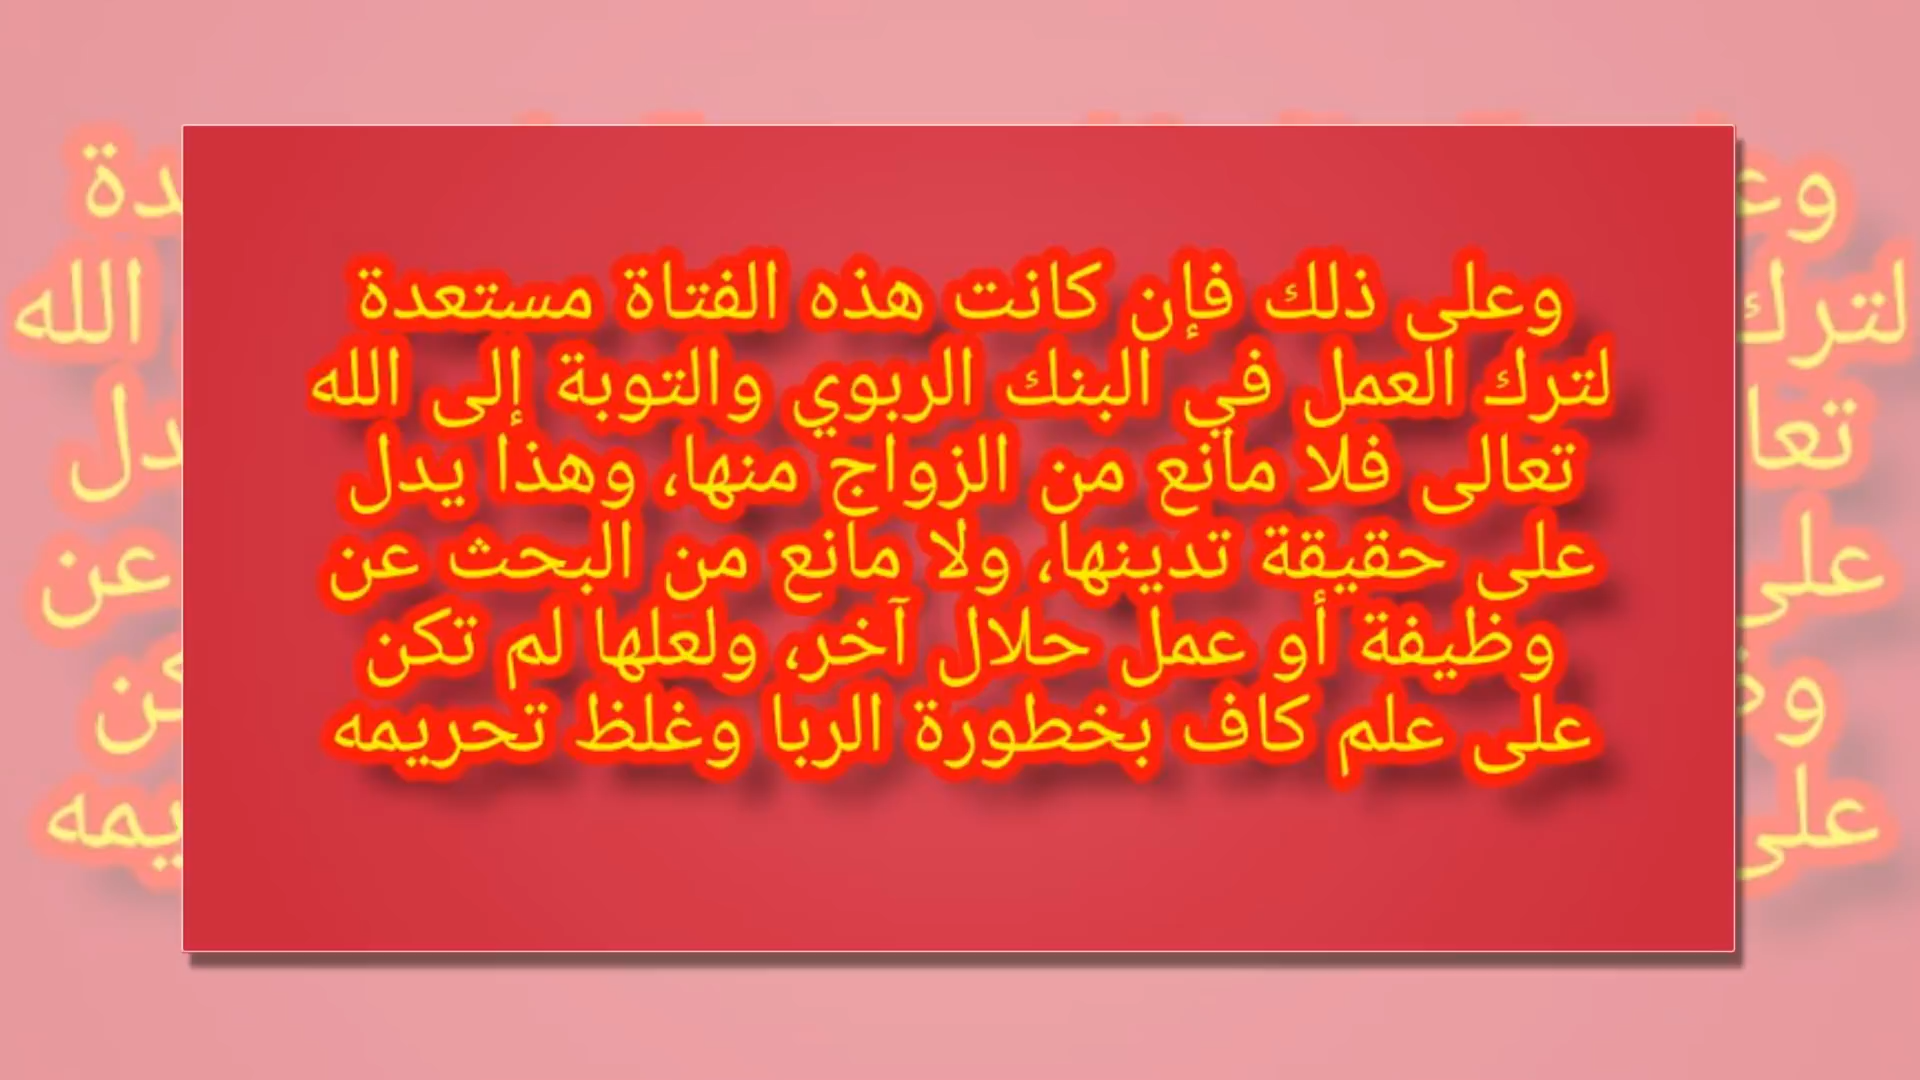 وعلى ذلك فإن كانت هذه الفتاة مستعدة
لترك العمل في البنك الربوي والتوبة إلى الله
تعالى فلا مانع من الزواج منها، وهذا يدل
على حقيقة تدينها، ولا مانع من البحث عن
وظيفة أو عمل حلال آخر، ولعلها لم تكن
على علم كاف بخطورة الربا وغلظ تحريمه